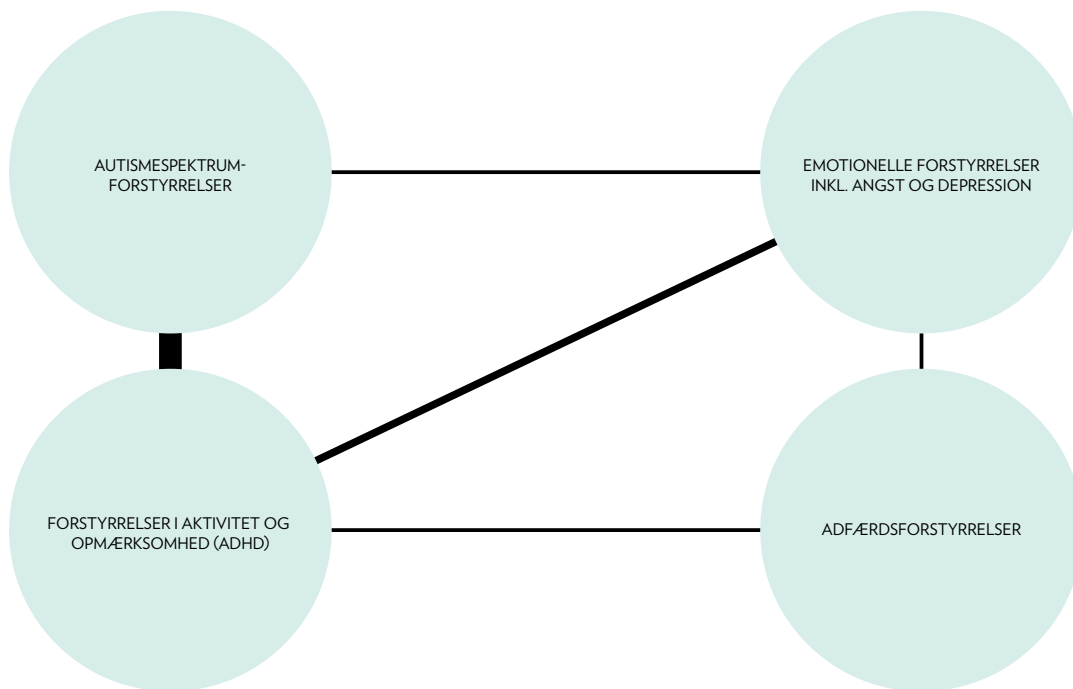 AUTISMESPEKTRUM-
FORSTYRRELSER
EMOTIONELLE FORSTYRRELSER
INKL. ANGST OG DEPRESSION
FORSTYRRELSER I AKTIVITET OG
OPMÆRKSOMHED (ADHD)
ADFÆRDSFORSTYRRELSER